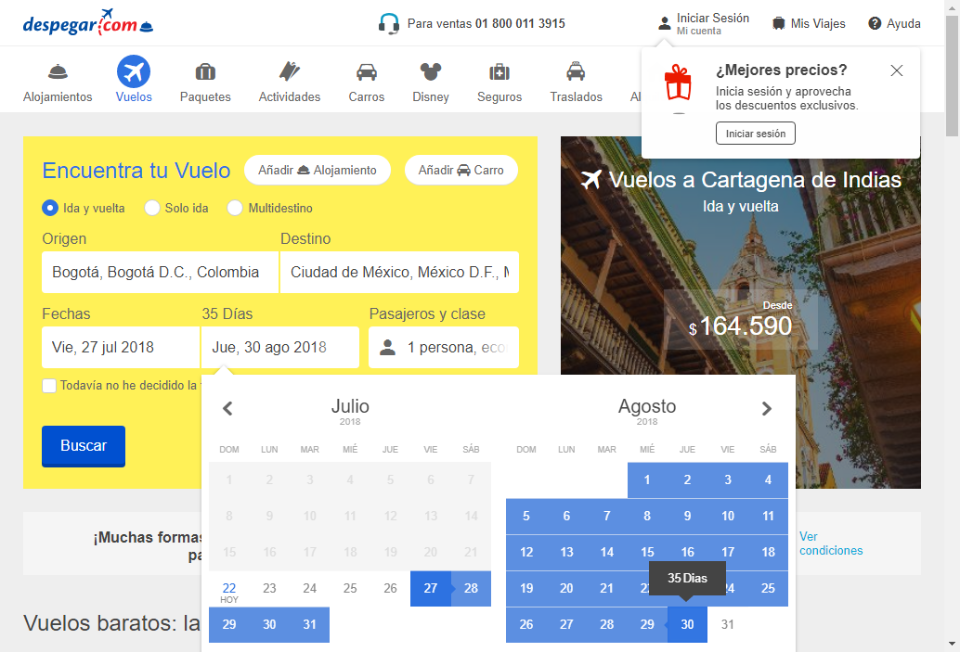 despegar.com
Para ventas 01 800 011 3915
Iniciar Sesión
Mi cuenta
Mis Viajes
Ayuda
Alojamientos
Vuelos
Paquetes
Actividades
Carros
Disney
Seguros
Traslados
¿Mejores precios?
Inicia sesión y aprovecha
los descuentos exclusivos.
Iniciar sesión
Encuentra tu Vuelo
Añadir Alojamiento
Añadir Carro
Ida y vuelta
Solo ida
Multidestino
Origen
Destino
Bogotá, Bogotá D.C., Colombia
Ciudad de México, México D.F.,
Fechas
35 Días
Pasajeros y clase
Vie, 27 jul 2018
Jue, 30 ago 2018
1 persona,
Todavía no he decidido la
Buscar
Vuelos a Cartagena de Indias
Ida y vuelta
Desde
$164.590
Julio
2018
DOM LUN MAR MIÉ JUE VIE SÁB
1 2 3 4 5 6 7
8 9 10 11 12 13 14
15 16 17 18 19 20 21
22 23 24 25 26 27 28
HOY
29 30 31
Agosto
2018
DOM LUN MAR MIÉ JUE VIE SÁB
1 2 3 4
5 6 7 8 9 10 11
12 13 14 15 16 17 18
19 20 21 24 25
35 Dias
26 27 28 29 30 31
¡Muchas
Ver
condiciones
Vuelos baratos: